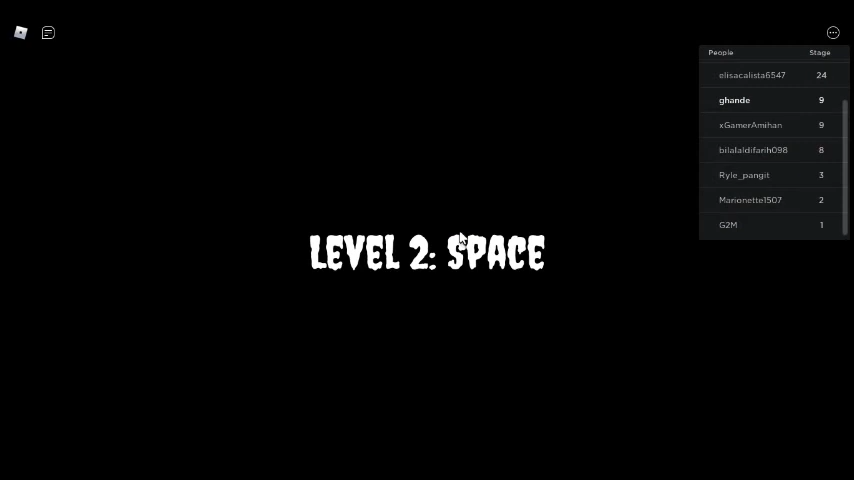 People Stage
elisacalista6547 24
ghande 9
xGamerAmihan 9
bilalaldifarih098 8
Ryle_pangit 3
Marionette1507 2
G2M 1
LEVEL 2: SPACE